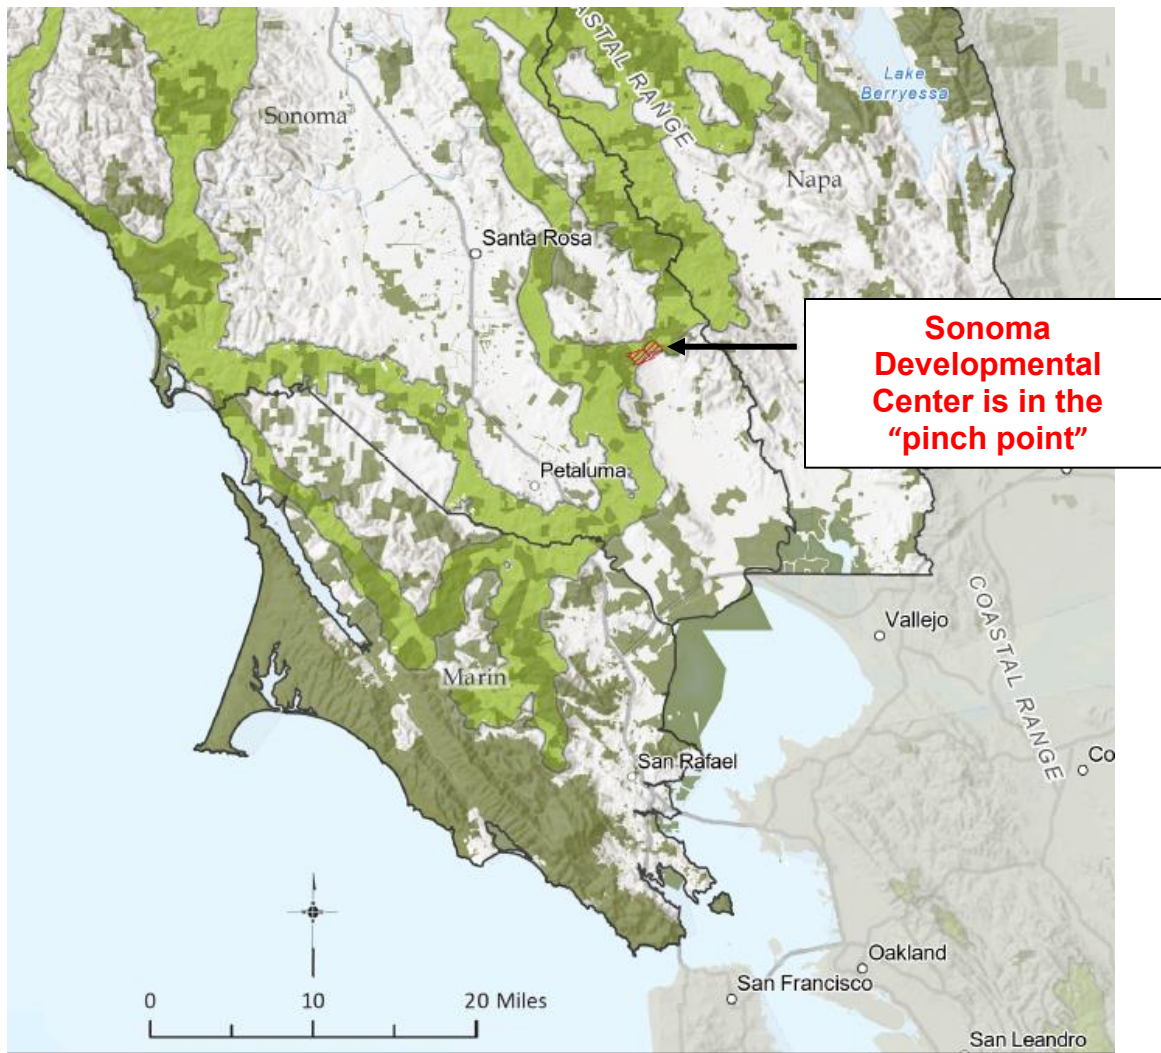 COASTAL RANGE
Lake
Berryessa
Sonoma
Napa
Santa Rosa
Sonoma
Developmental
Center is in the
“pinch point”
Petaluma
COASTAL RANGE
Vallejo
Marin
San Rafael
Co
Oakland
San Francisco
0 10 20 Miles
San Leandro